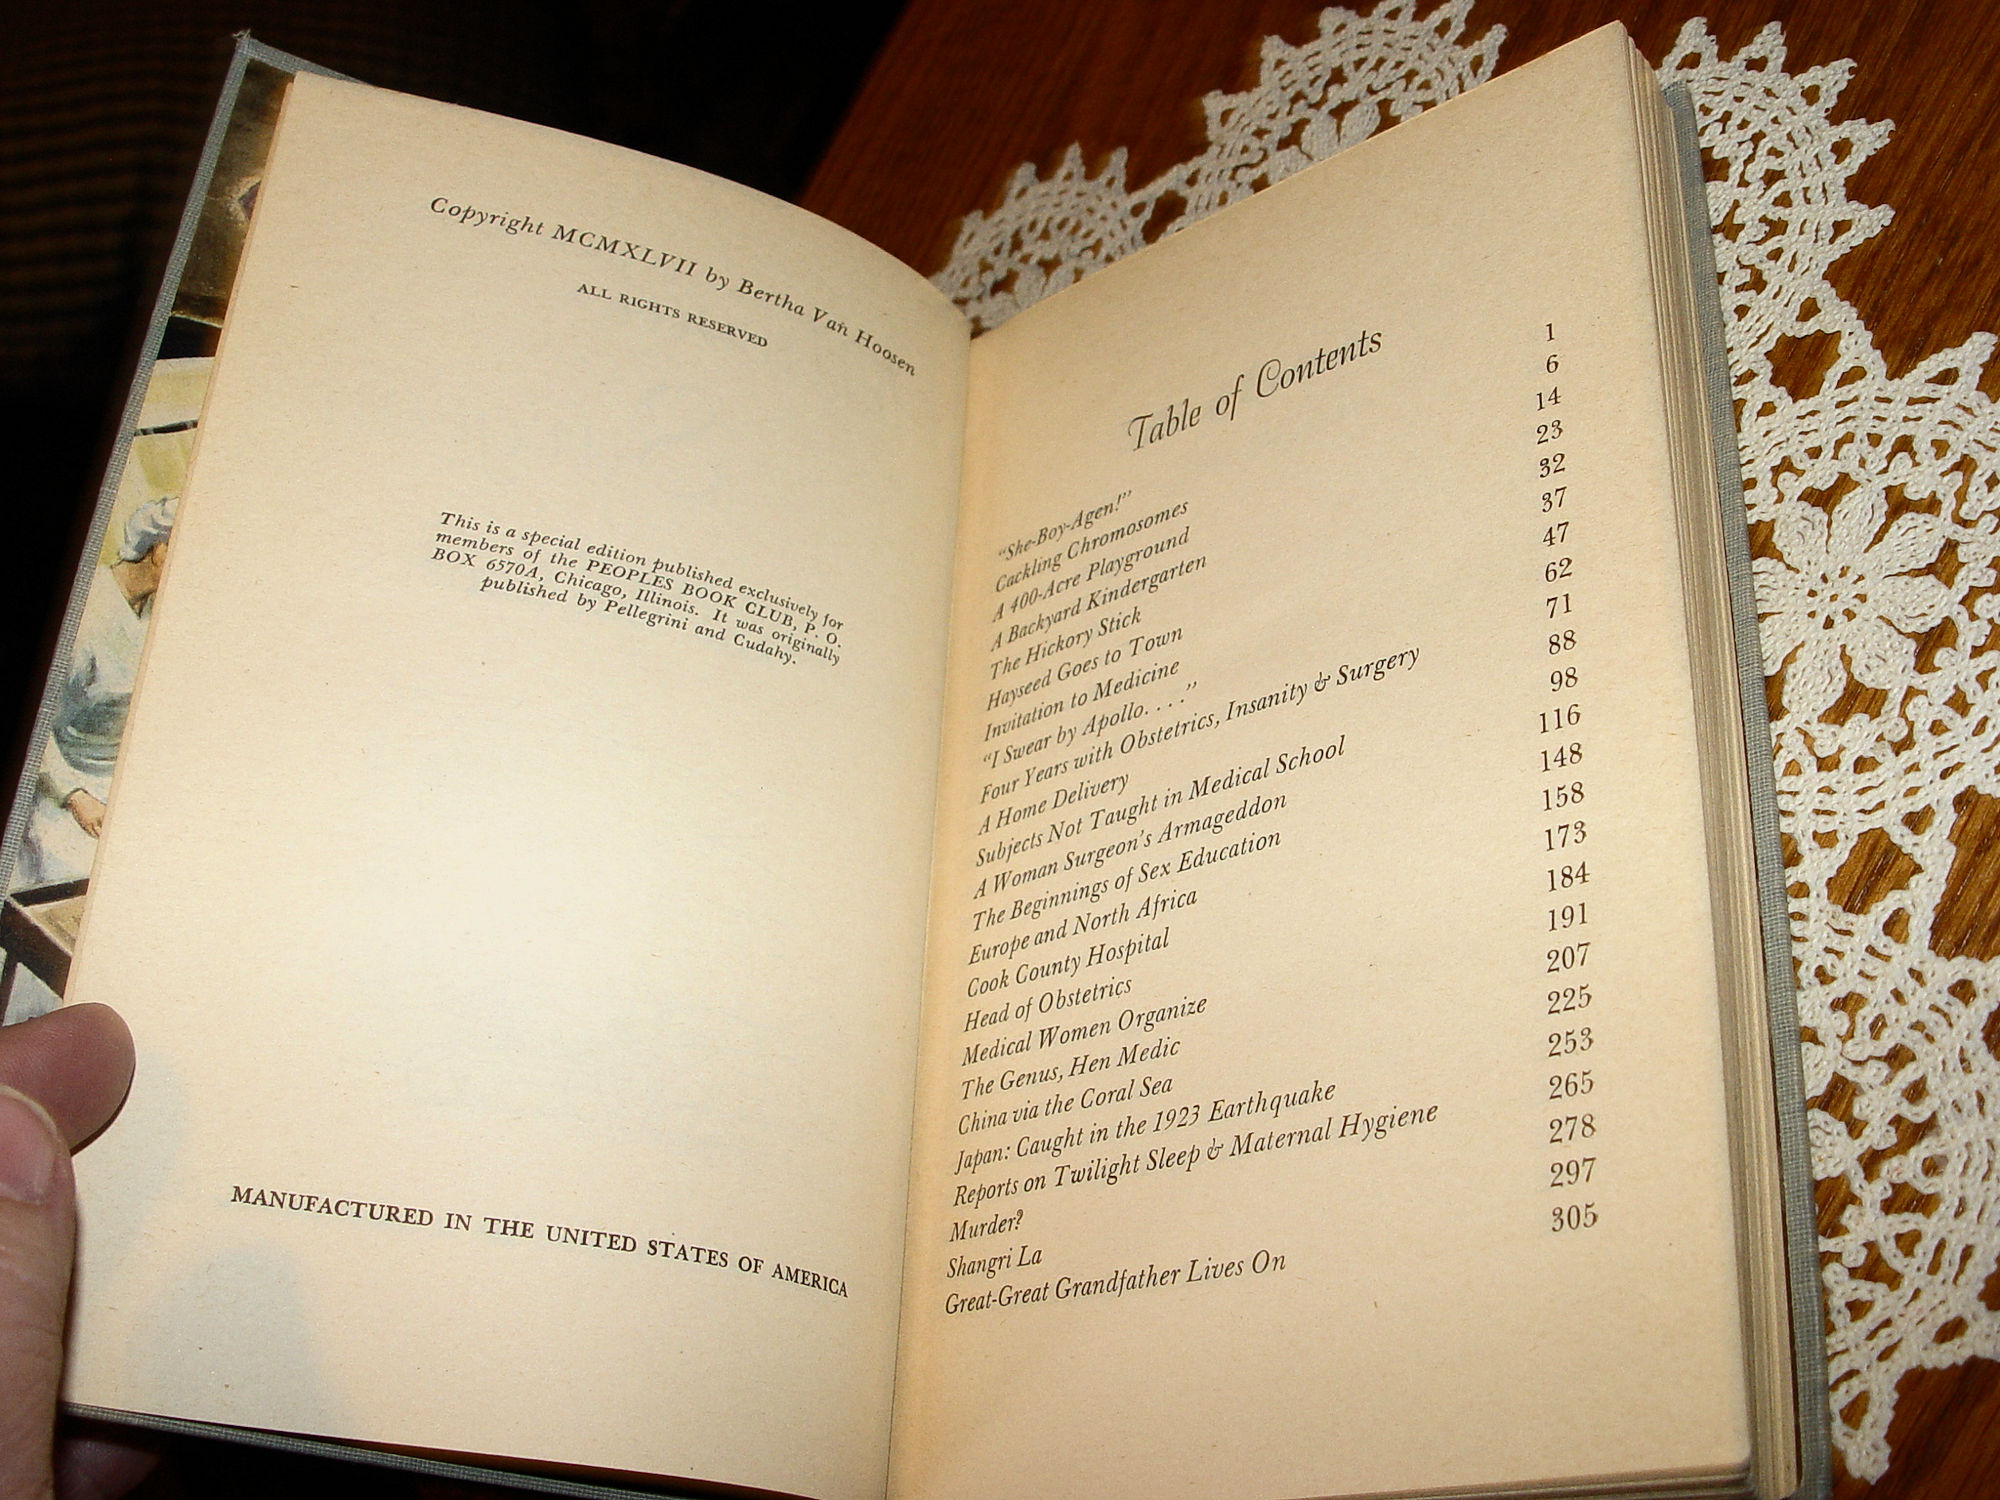 Copyright MCMXLVII by Bertha Van Hoosen
ALL RIGHTS RESERVED
This is a special edition published exclusively for
members of the PEOPLES BOOK CLUB, P. O.
BOX 6570A, Chicago, Illinois. It was originally
published by Pellegrini and Cudahy.
MANUFACTURED IN THE UNITED STATES OF AMERICA
Table of Contents
“She-Boy-Agen!” 1
Cackling Chromosomes 6
A 400-Acre Playground 14
A Backyard Kindergarten 23
The Hickory Stick 32
Hayseed Goes to Town 37
Invitation to Medicine 47
“I Swear by Apollo. . . .” 62
Four Years with Obstetrics, Insanity & Surgery 71
A Home Delivery 88
Subjects Not Taught in Medical School 98
A Woman Surgeon's Armageddon 116
The Beginnings of Sex Education 148
Europe and North Africa 158
Cook County Hospital 173
Head of Obstetrics 184
Medical Women Organize 191
The Genus, Hen Medic 207
China via the Coral Sea 225
Japan: Caught in the 1923 Earthquake 253
Reports on Twilight Sleep & Maternal Hygiene 265
Murder? 278
Shangri La 297
Great-Great Grandfather Lives On 305